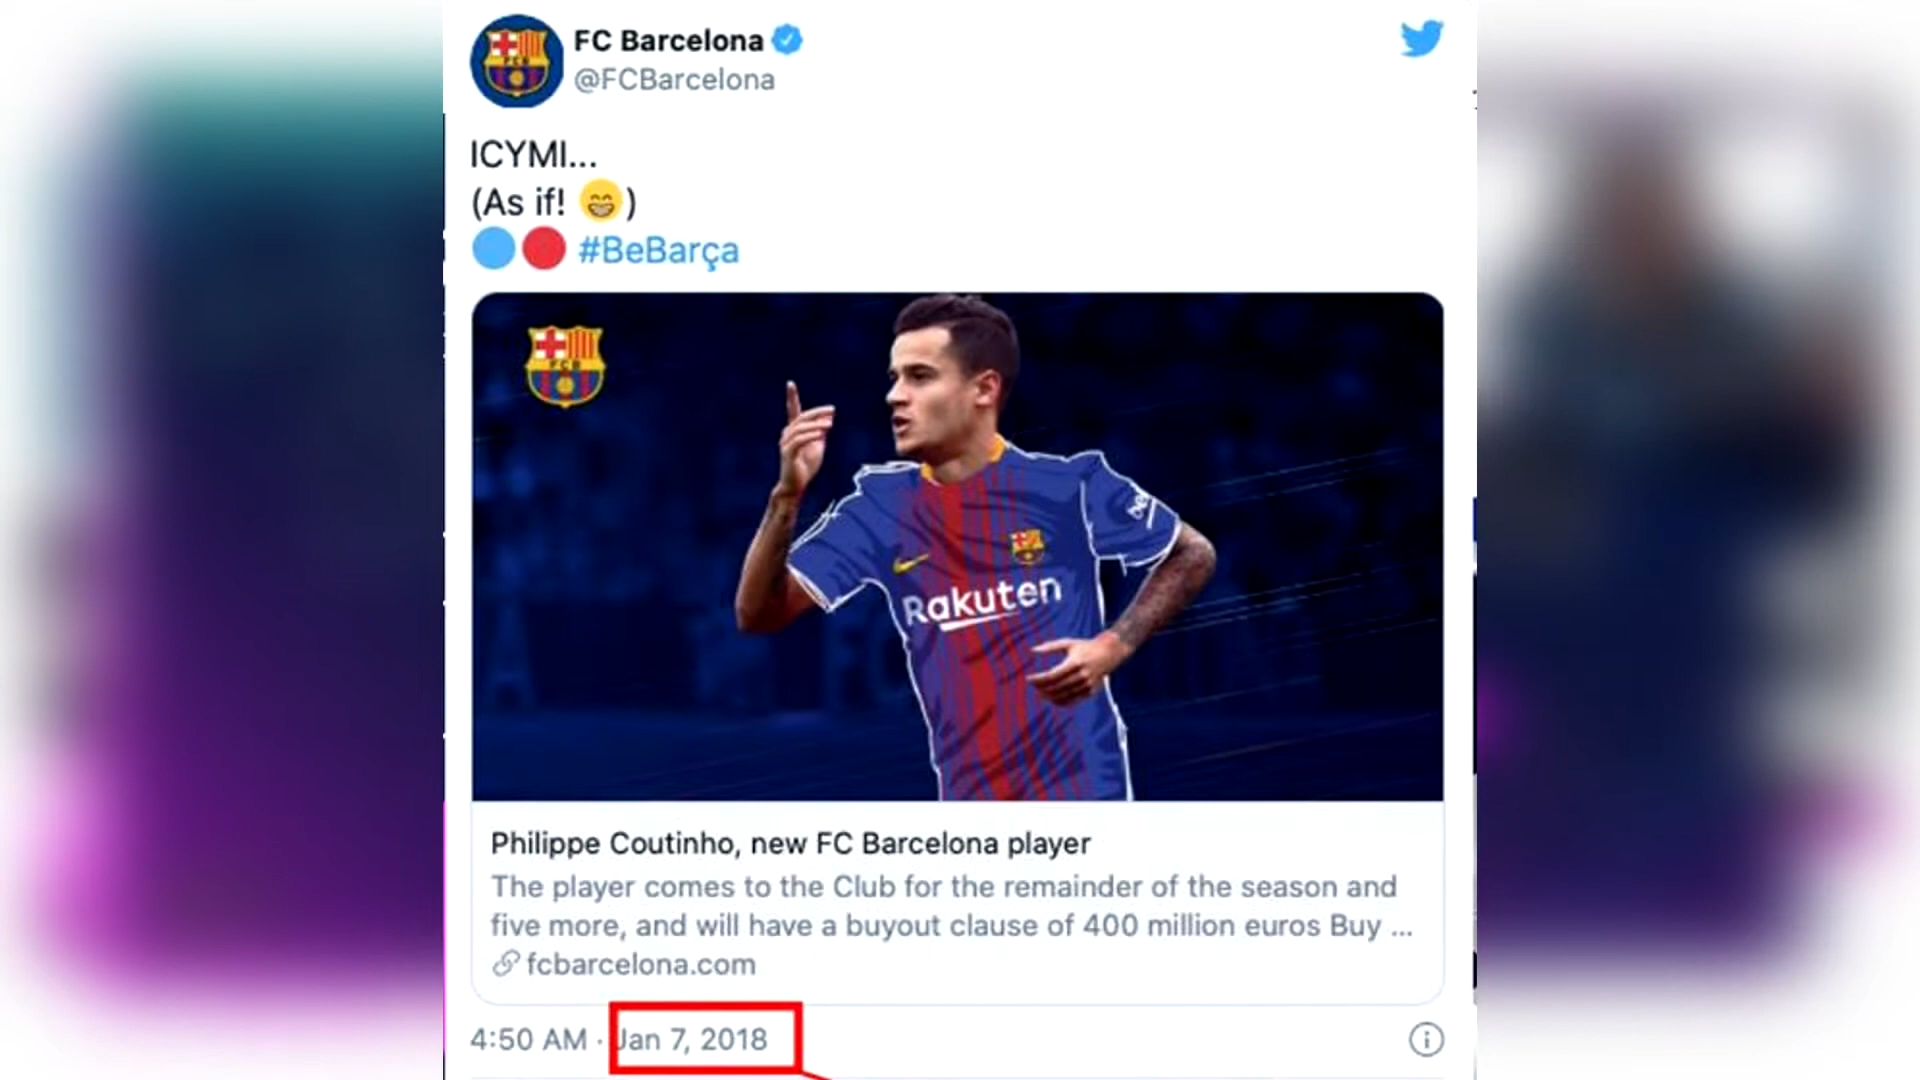 FC Barcelona
@FCBarcelona
ICYMI...
(As if! 😁)
🔵🔴 #BeBarça
FCB
FCB
Rakuten
Philippe Coutinho, new FC Barcelona player
The player comes to the Club for the remainder of the season and
five more, and will have a buyout clause of 400 million euros Buy ...
fcbarcelona.com
4:50 AM · Jan 7, 2018